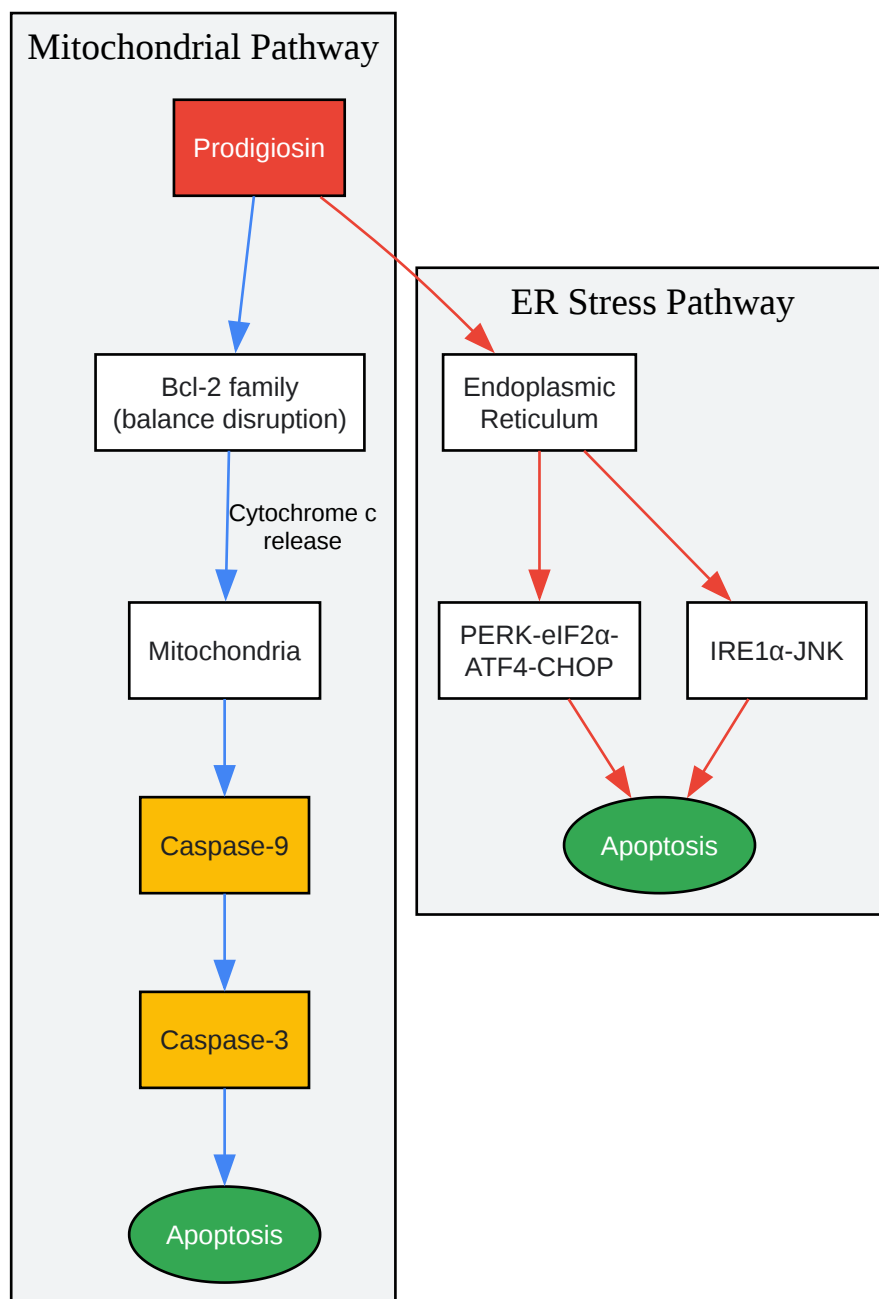 Mitochondrial Pathway
Prodigiosin
Bcl-2 family
(balance disruption)
Cytochrome c
release
Mitochondria
Caspase-9
Caspase-3
Apoptosis
ER Stress Pathway
Endoplasmic
Reticulum
PERK-eIF2α-
ATF4-CHOP
IRE1α-JNK
Apoptosis